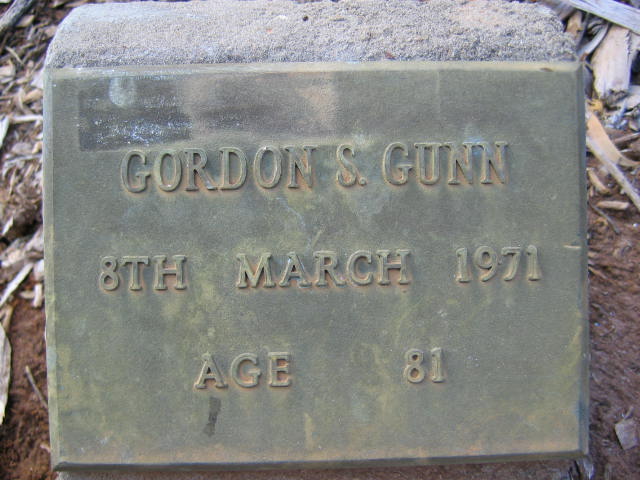 GORDON S. GUNN
8TH MARCH 1971
AGE 81